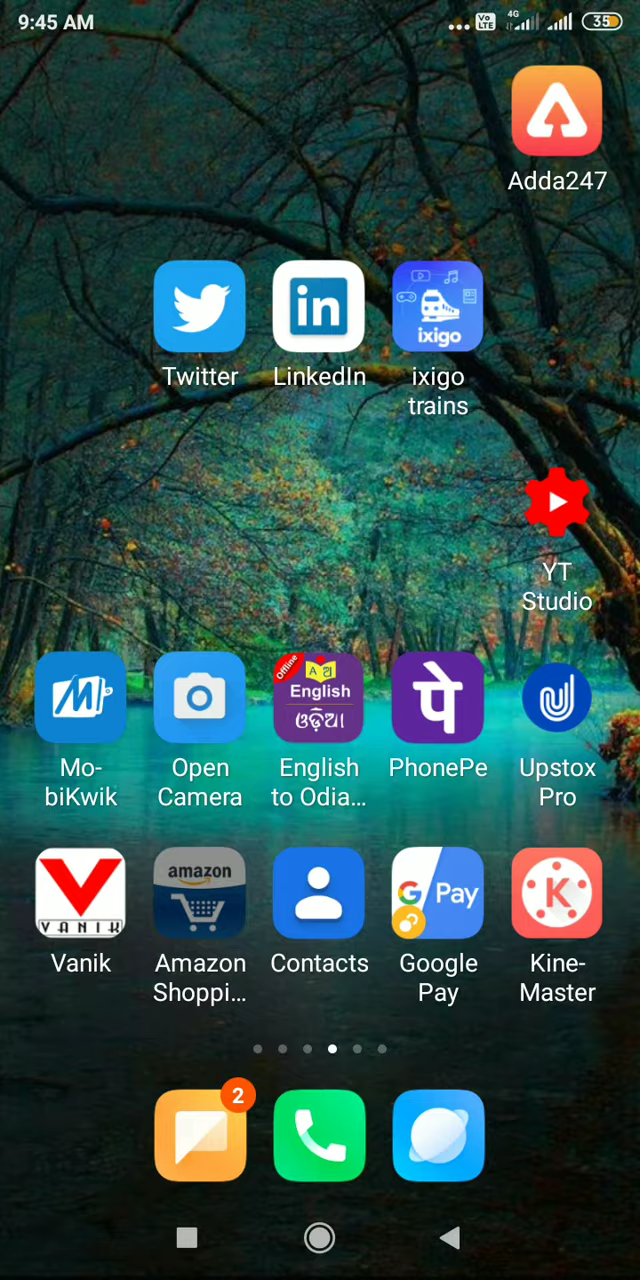 9:45 AM
Vo
LTE
4G
35
Adda247
ixigo
Twitter
LinkedIn
ixigo
trains
in
YT
Studio
Offline
A ଅ
English
ଓଡ଼ିଆ
पे
Mo-
biKwik
Open
Camera
English
to Odia...
PhonePe
Upstox
Pro
VANIK
amazon
G Pay
K
Vanik
Amazon
Shoppi...
Contacts
Google
Pay
Kine-
Master
2